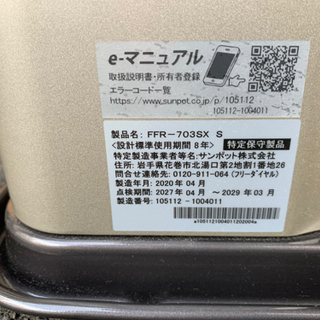 e-マニュアル
取扱説明書・所有者登録
エラーコード一覧
https://www.sunpot.co.jp/105112
105112-1004011
製品名: FFR-703SX S
<設計標準使用期間 8年> 特定保守製品
特定製造事業者等名:サンポット株式会社
住所:岩手県花巻市北湯口第2地割1番地26
問合せ連絡先:0120-911-064 (フリーダイヤル)
製造年月:2020年 04月
点検期間:2027年 04月 ～ 2029年 03月
製造番号:105112 -1004011
a1051121004011202004a